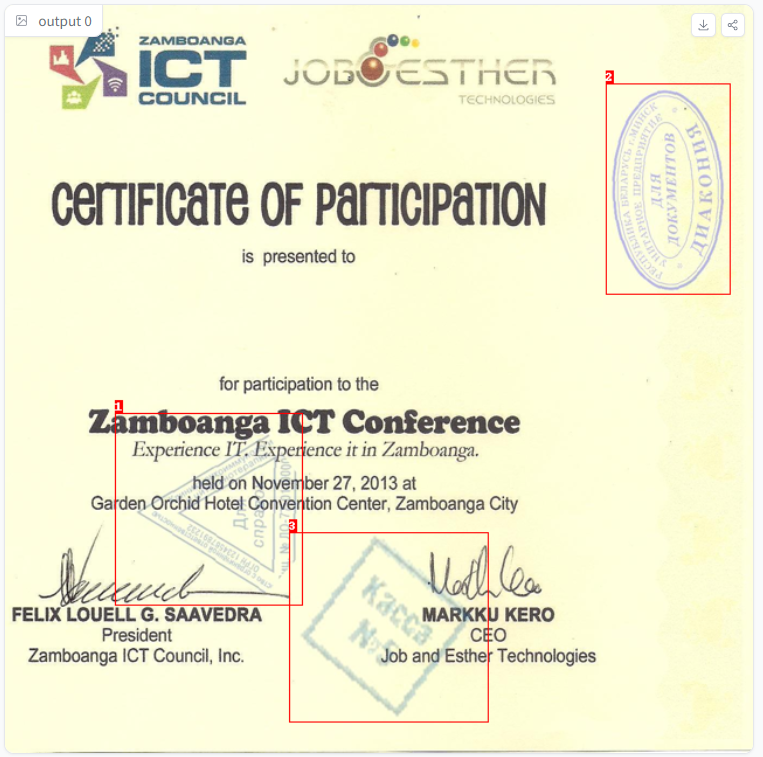 output 0
ZAMBOANGA
ICT
COUNCIL
JOB ESTHER
TECHNOLOGIES
2
РЕСПУБЛИКА БЕЛАРУСЬ г.МИНСК
УНИТАРНОЕ ПРЕДПРИЯТИЕ
ДЛЯ
ДОКУМЕНТОВ
ДИАКОНИЯ
CERTIFICATE OF PARTICIPATION
is presented to
for participation to the
1
Zamboanga ICT Conference
Experience IT. Experience it in Zamboanga.
held on November 27, 2013 at
Garden Orchid Hotel Convention Center, Zamboanga City
Для
справок
3
Касса
№5
FELIX LOUELL G. SAAVEDRA
President
Zamboanga ICT Council, Inc.
MARKKU KERO
CEO
Job and Esther Technologies